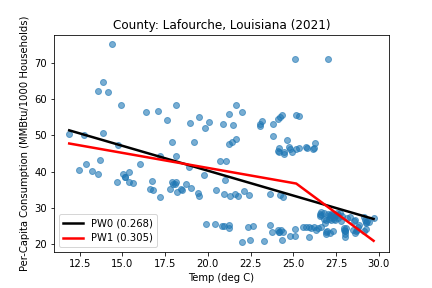 County: Lafourche, Louisiana (2021)
Per-Capita Consumption (MMBtu/1000 Households)
70
60
50
40
30
20
PW0 (0.268)
PW1 (0.305)
12.5 15.0 17.5 20.0 22.5 25.0 27.5 30.0
Temp (deg C)